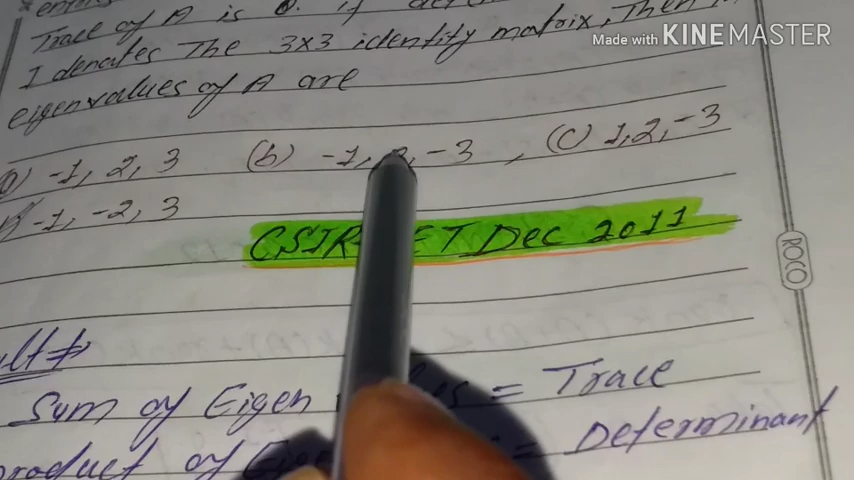 Trace of A is
I denotes The 3x3 identity matrix, Then
eigenvalues of A are
-1, 2, 3 (b) -1, , -3 , (c) 1,2,-3
-1, -2, 3
CSIR Dec 2011
Sum of Eigen = Trace
product of = Determinant
Made with KINEMASTER
ROCO